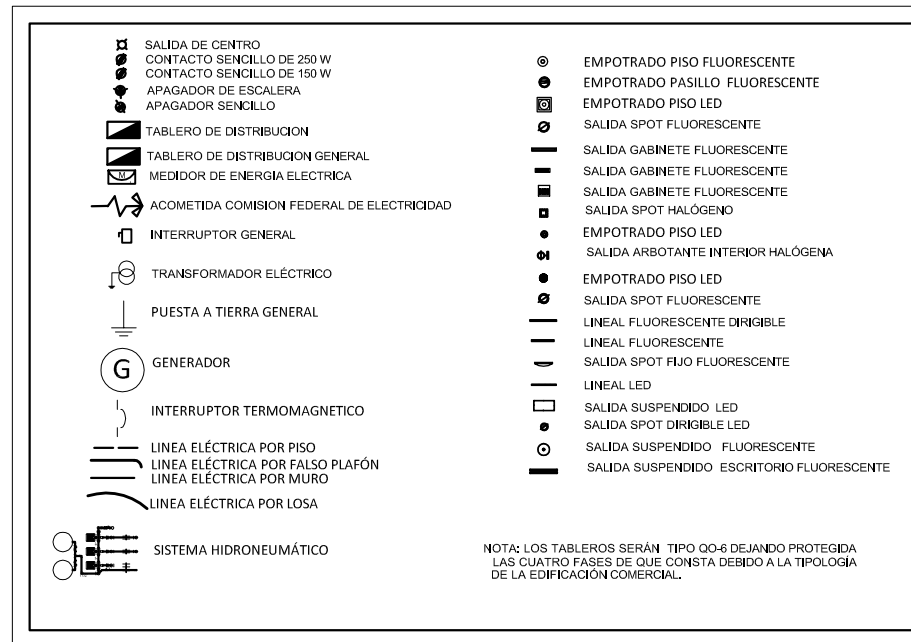 SALIDA DE CENTRO
CONTACTO SENCILLO DE 250 W
CONTACTO SENCILLO DE 150 W
APAGADOR DE ESCALERA
APAGADOR SENCILLO
TABLERO DE DISTRIBUCION
TABLERO DE DISTRIBUCION GENERAL
M MEDIDOR DE ENERGIA ELECTRICA
ACOMETIDA COMISION FEDERAL DE ELECTRICIDAD
INTERRUPTOR GENERAL
TRANSFORMADOR ELÉCTRICO
PUESTA A TIERRA GENERAL
G GENERADOR
INTERRUPTOR TERMOMAGNETICO
LINEA ELÉCTRICA POR PISO
LINEA ELÉCTRICA POR FALSO PLAFÓN
LINEA ELÉCTRICA POR MURO
LINEA ELÉCTRICA POR LOSA
SISTEMA HIDRONEUMÁTICO
EMPOTRADO PISO FLUORESCENTE
EMPOTRADO PASILLO FLUORESCENTE
EMPOTRADO PISO LED
SALIDA SPOT FLUORESCENTE
SALIDA GABINETE FLUORESCENTE
SALIDA GABINETE FLUORESCENTE
SALIDA GABINETE FLUORESCENTE
SALIDA SPOT HALÓGENO
EMPOTRADO PISO LED
SALIDA ARBOTANTE INTERIOR HALÓGENA
EMPOTRADO PISO LED
SALIDA SPOT FLUORESCENTE
LINEAL FLUORESCENTE DIRIGIBLE
LINEAL FLUORESCENTE
SALIDA SPOT FIJO FLUORESCENTE
LINEAL LED
SALIDA SUSPENDIDO LED
SALIDA SPOT DIRIGIBLE LED
SALIDA SUSPENDIDO FLUORESCENTE
SALIDA SUSPENDIDO ESCRITORIO FLUORESCENTE
NOTA: LOS TABLEROS SERÁN TIPO QO-6 DEJANDO PROTEGIDA
LAS CUATRO FASES DE QUE CONSTA DEBIDO A LA TIPOLOGÍA
DE LA EDIFICACIÓN COMERCIAL.